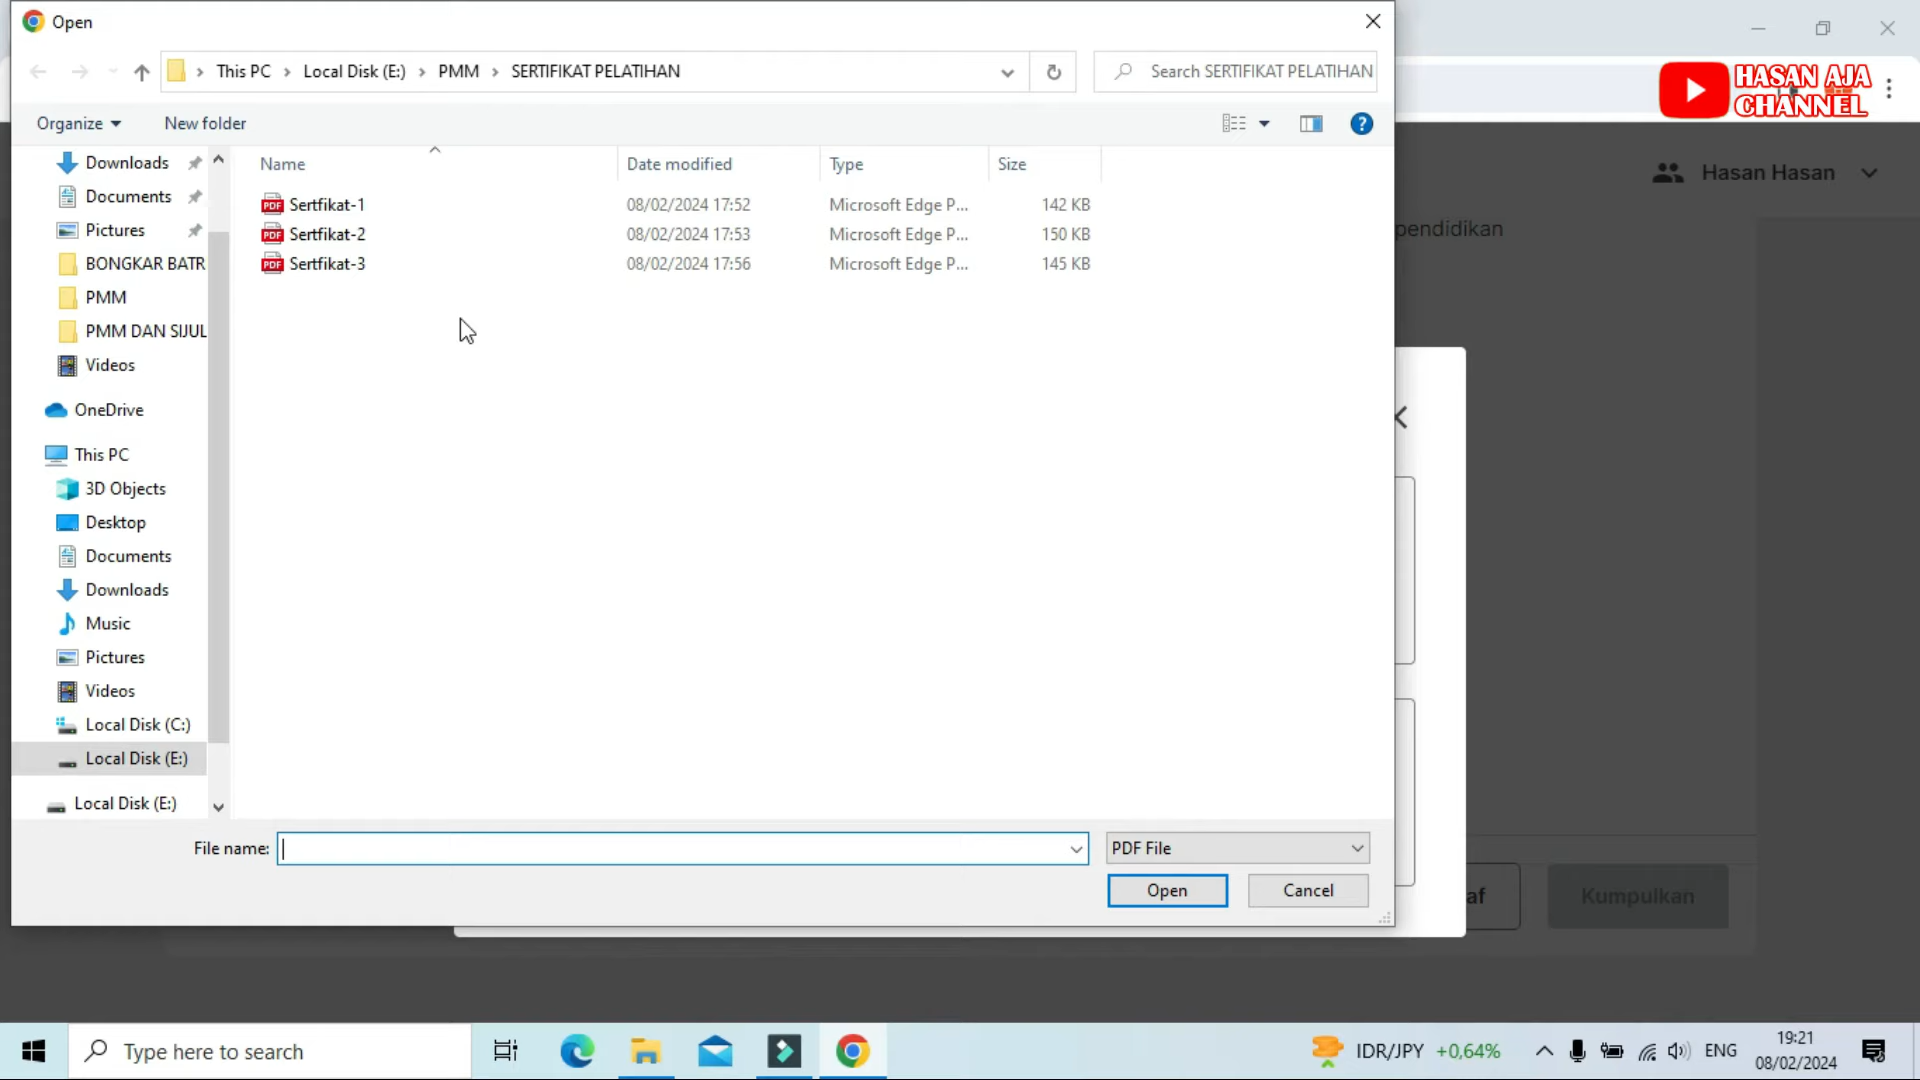 Open
This PC > Local Disk (E:) > PMM > SERTIFIKAT PELATIHAN
Search SERTIFIKAT PELATIHAN
HASAN AJA
CHANNEL
Organize
New folder
Hasan Hasan
pendidikan
Downloads
Documents
Pictures
BONGKAR BATR
PMM
PMM DAN SIJUL
Videos
OneDrive
This PC
3D Objects
Desktop
Documents
Downloads
Music
Pictures
Videos
Local Disk (C:)
Local Disk (E:)
Local Disk (E:)
Name Date modified Type Size
Sertfikat-1 08/02/2024 17:52 Microsoft Edge P... 142 KB
Sertfikat-2 08/02/2024 17:53 Microsoft Edge P... 150 KB
Sertfikat-3 08/02/2024 17:56 Microsoft Edge P... 145 KB
File name:
PDF File
Open
Cancel
af
Kumpulkan
Type here to search
IDR/JPY +0,64%
ENG
19:21
08/02/2024